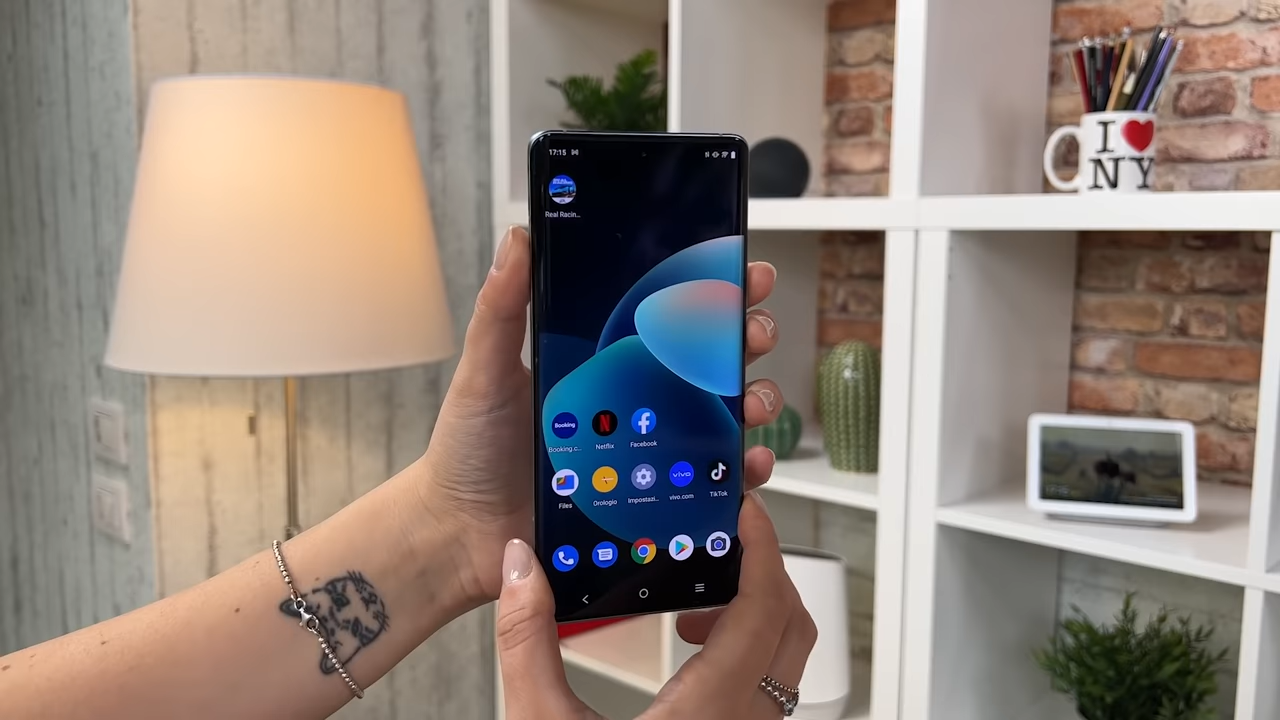 17:15
Real Racin...
I ❤ NY
Booking
Booking.c...
Netflix
Facebook
vivo
Files
Orologio
Impostazi...
vivo.com
TikTok